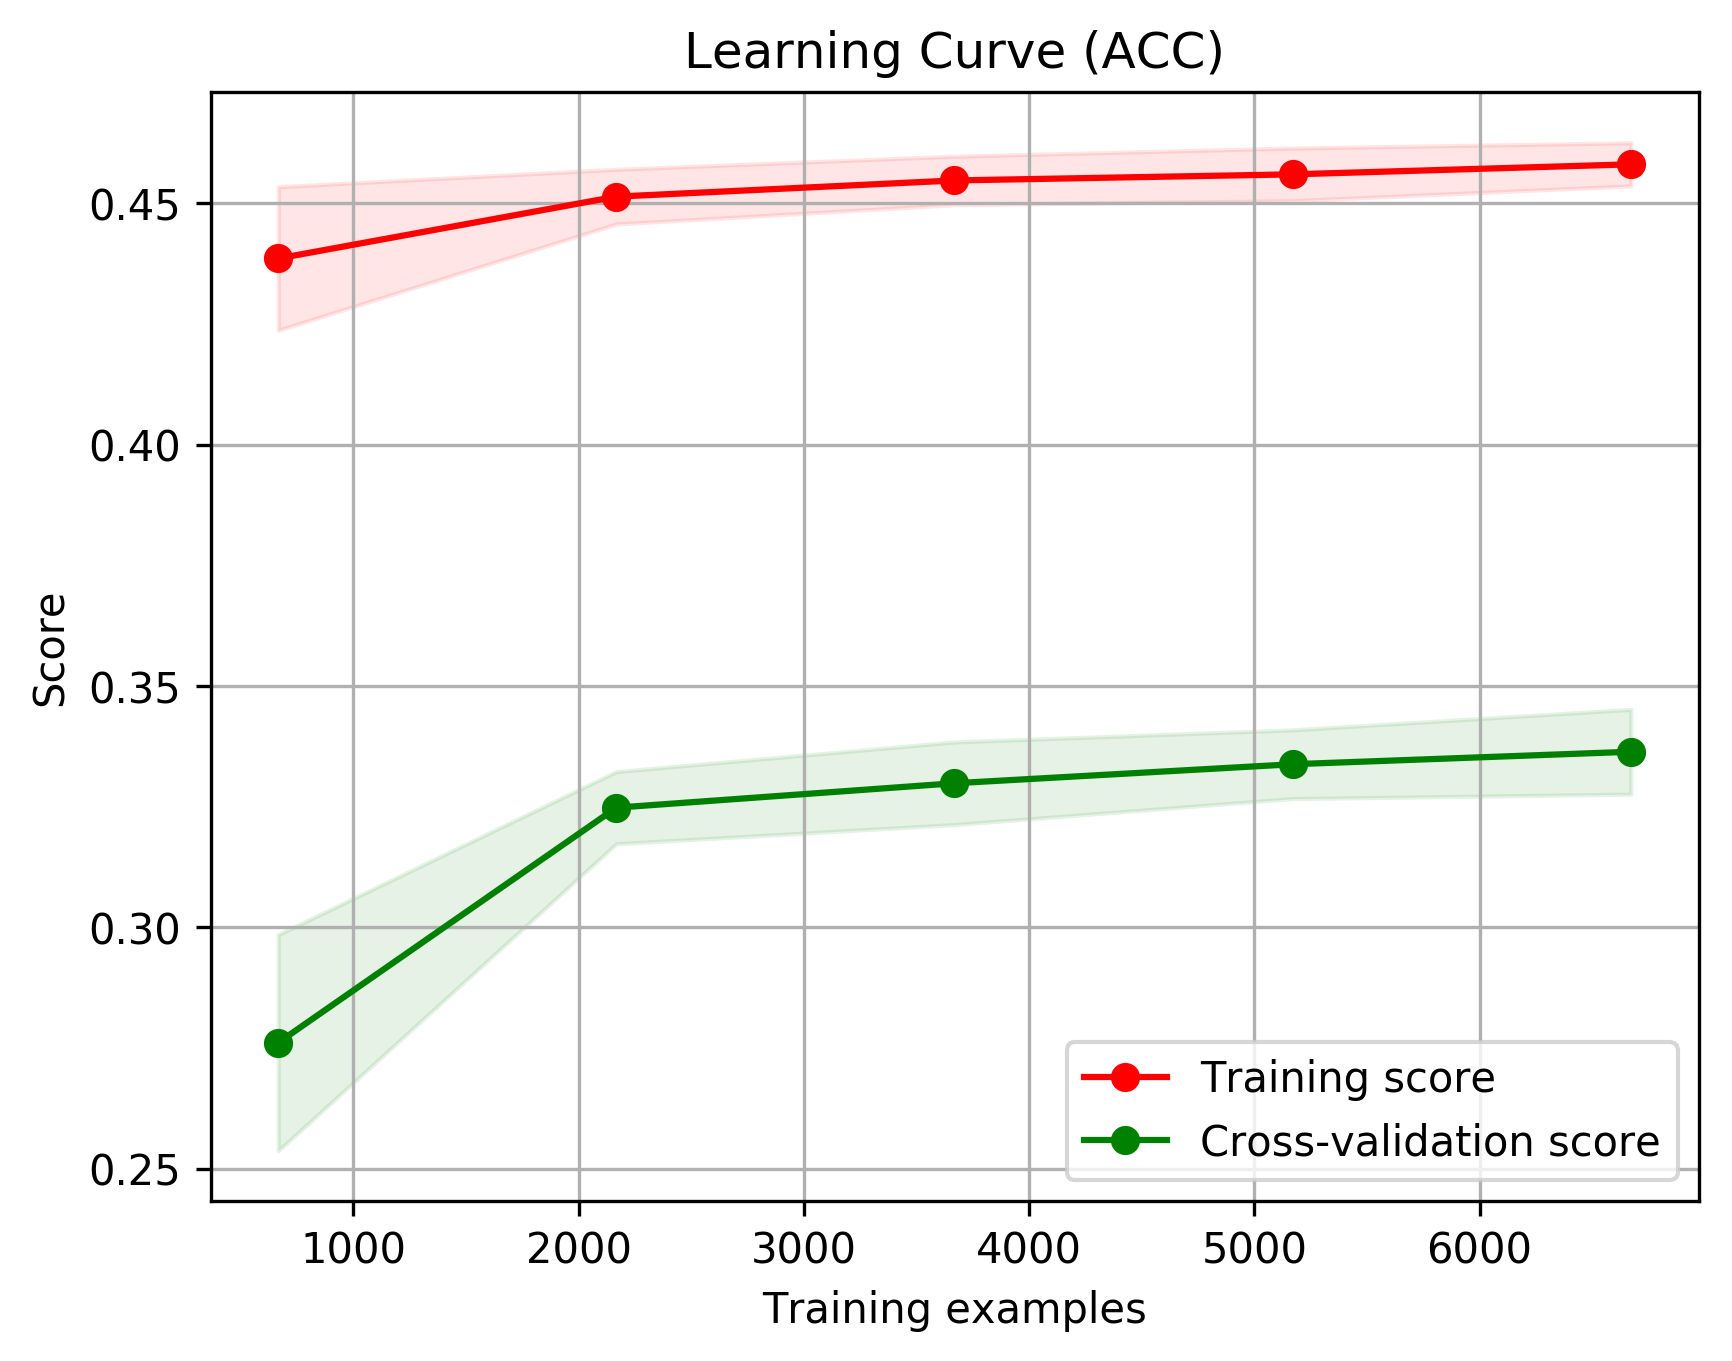 Learning Curve (ACC)
0.45
0.40
0.35
0.30
0.25
Score
1000 2000 3000 4000 5000 6000
Training examples
Training score
Cross-validation score